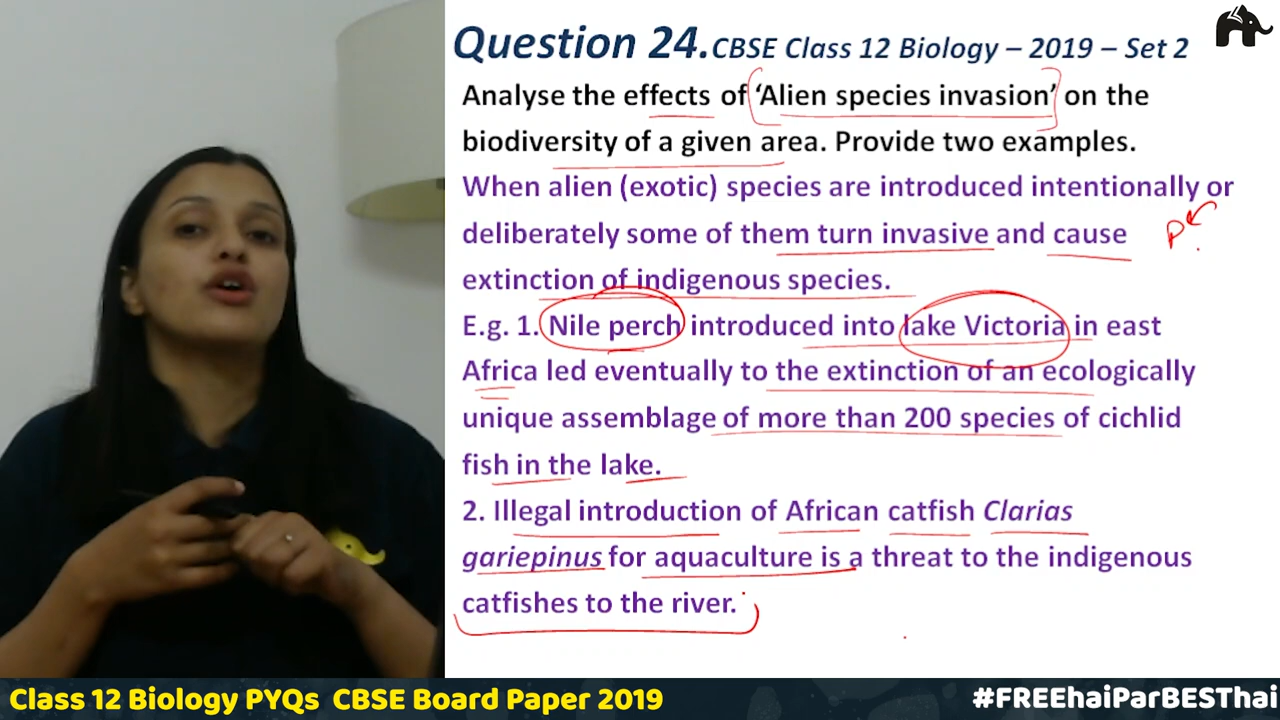 Question 24.CBSE Class 12 Biology – 2019 – Set 2
Analyse the effects of ‘Alien species invasion’ on the
biodiversity of a given area. Provide two examples.
When alien (exotic) species are introduced intentionally or
deliberately some of them turn invasive and cause
extinction of indigenous species.
E.g. 1. Nile perch introduced into lake Victoria in east
Africa led eventually to the extinction of an ecologically
unique assemblage of more than 200 species of cichlid
fish in the lake.
2. Illegal introduction of African catfish Clarias
gariepinus for aquaculture is a threat to the indigenous
catfishes to the river.
P
Class 12 Biology PYQs CBSE Board Paper 2019
#FREEhaiParBESThai